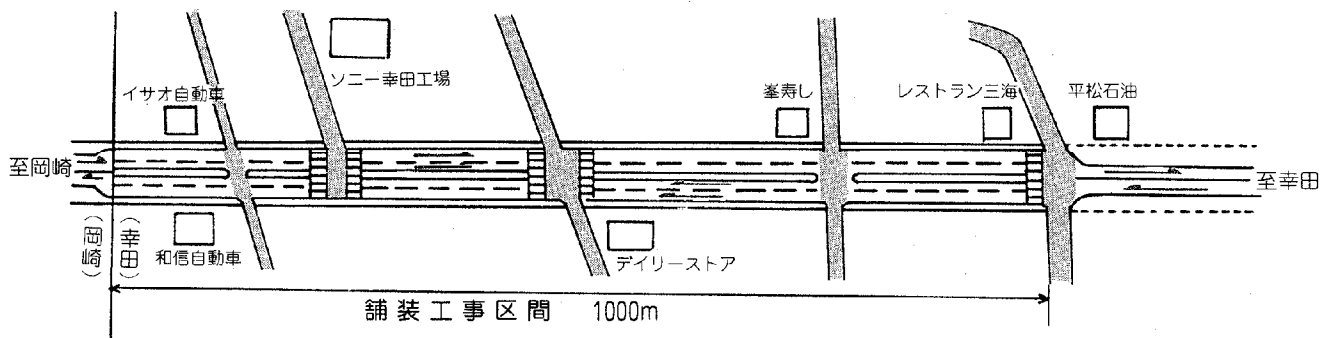 ソニー幸田工場
イサオ自動車
峯寿し
レストラン三海
平松石油
至岡崎
至幸田
(岡崎)
(幸田)
和信自動車
デイリーストア
舗装工事区間 1000m